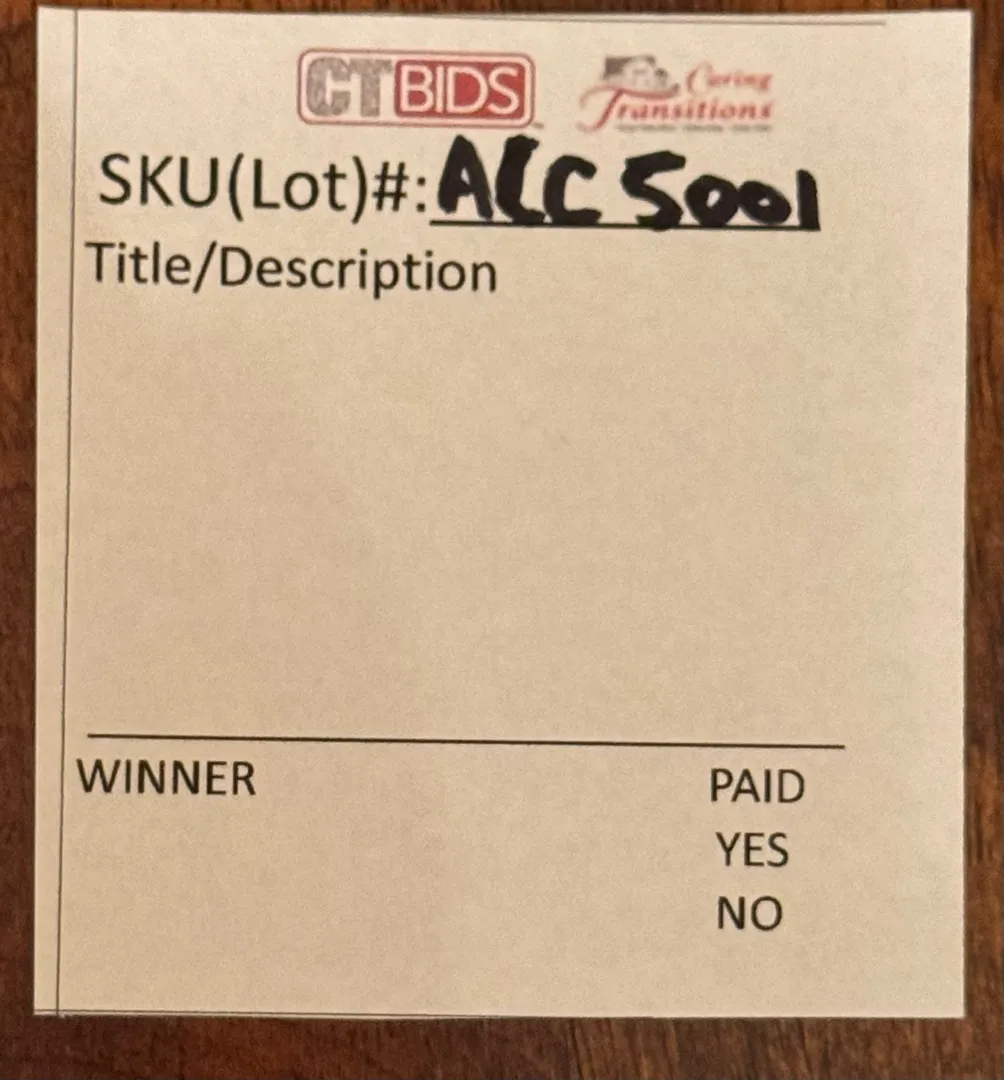 CTBIDS Caring Transitions
SKU(Lot)#: ALC 5001
Title/Description
WINNER PAID
YES
NO